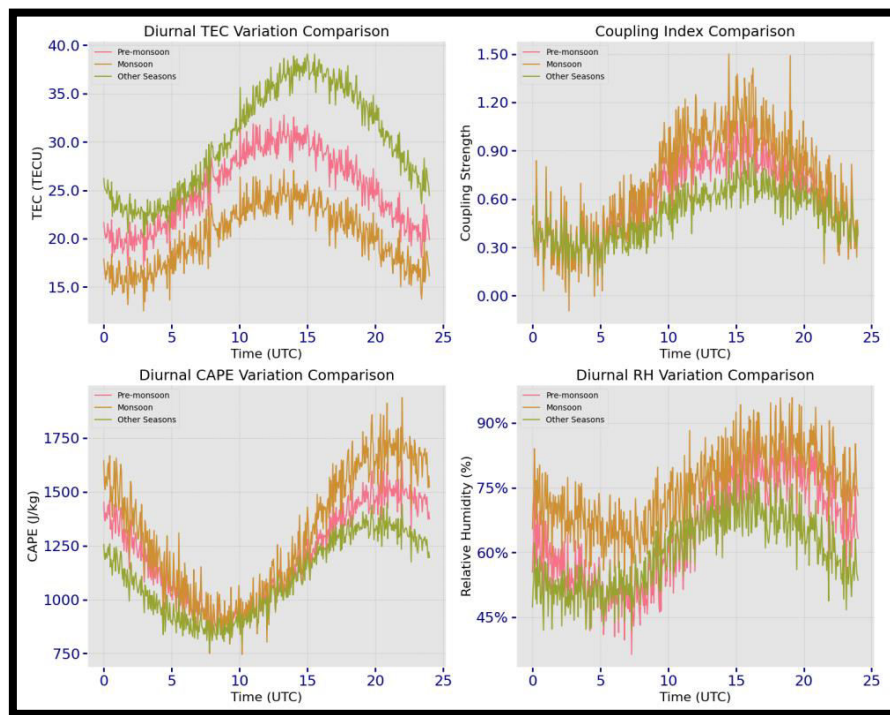 Diurnal TEC Variation Comparison
Pre-monsoon
Monsoon
Other Seasons
40.0
35.0
30.0
25.0
20.0
15.0
TEC (TECU)
0 5 10 15 20 25
Time (UTC)
Coupling Index Comparison
Pre-monsoon
Monsoon
Other Seasons
1.50
1.20
0.90
0.60
0.30
0.00
Coupling Strength
0 5 10 15 20 25
Time (UTC)
Diurnal CAPE Variation Comparison
Pre-monsoon
Monsoon
Other Seasons
1750
1500
1250
1000
750
CAPE (J/kg)
0 5 10 15 20 25
Time (UTC)
Diurnal RH Variation Comparison
Pre-monsoon
Monsoon
Other Seasons
90%
75%
60%
45%
Relative Humidity (%)
0 5 10 15 20 25
Time (UTC)